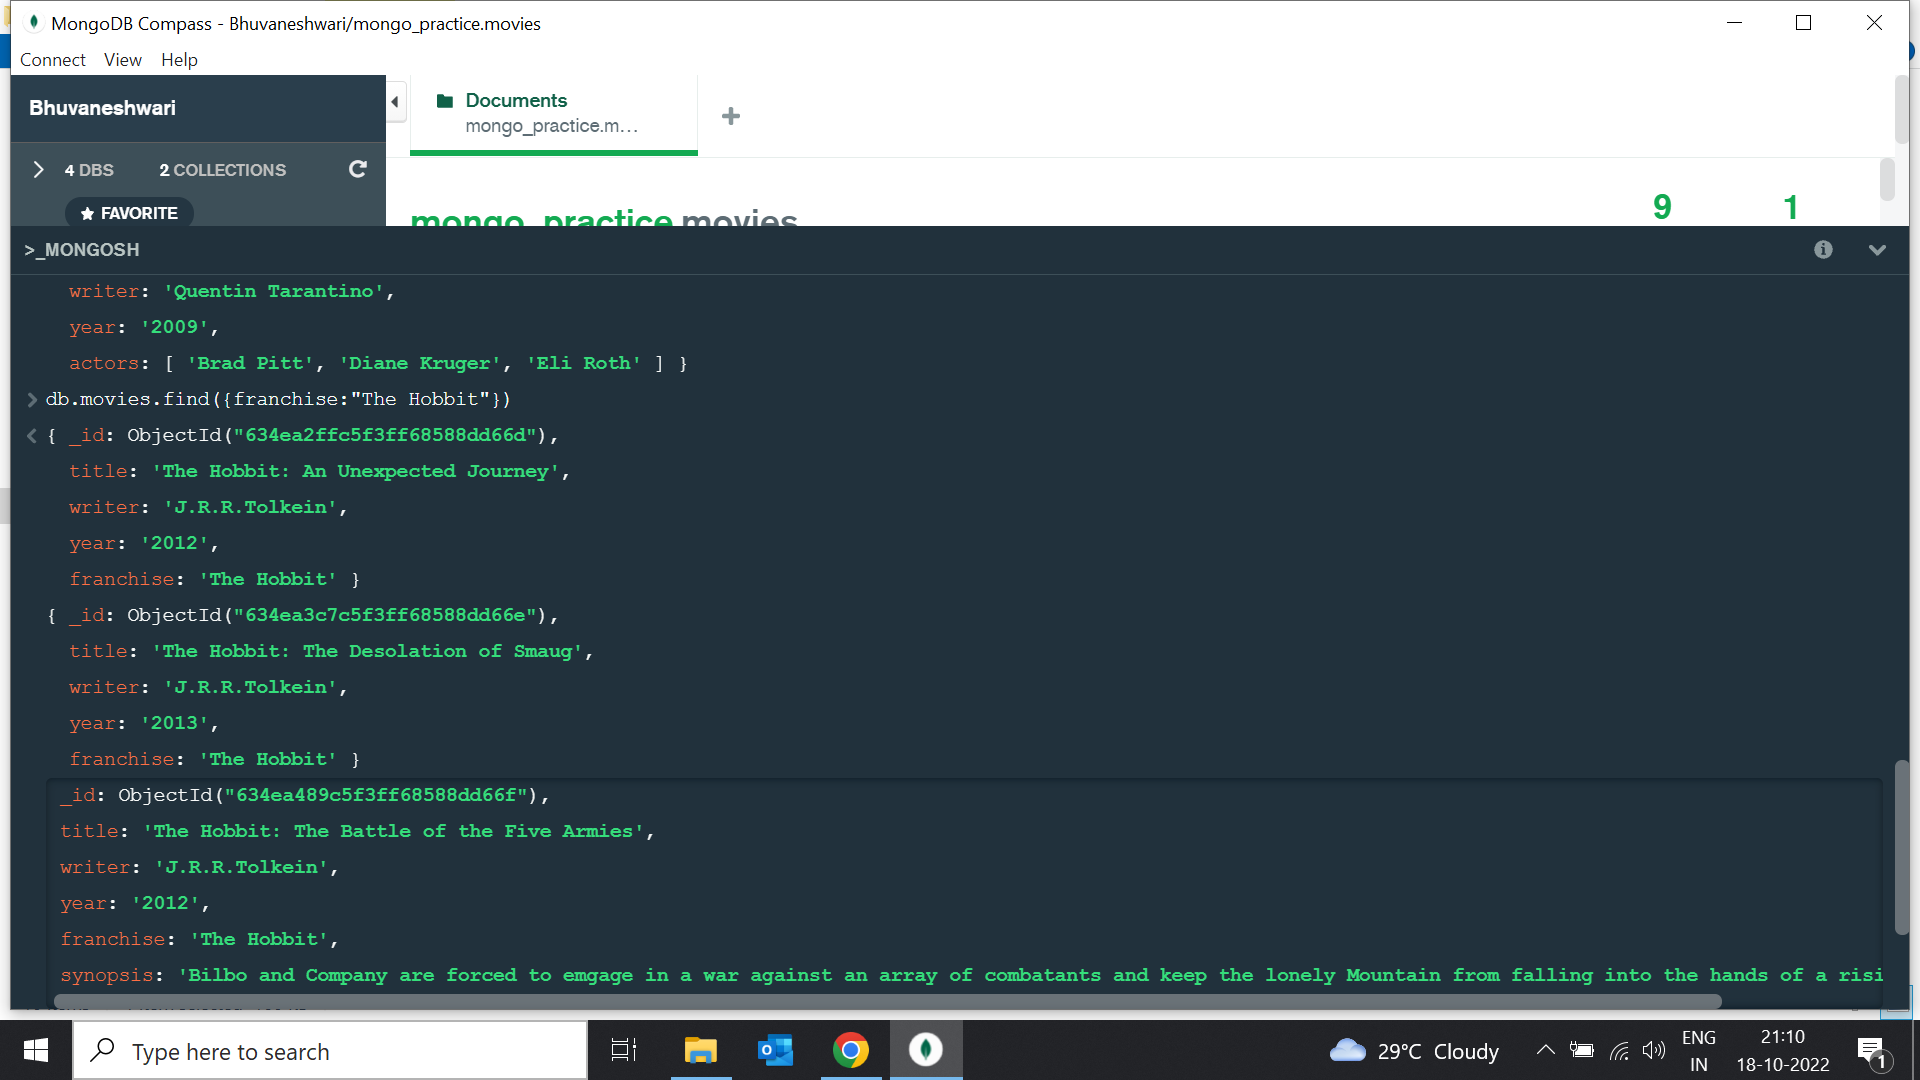 MongoDB Compass - Bhuvaneshwari/mongo_practice.movies
Connect View Help
Bhuvaneshwari
Documents
mongo_practice.m...
4 DBS 2 COLLECTIONS
FAVORITE
mongo_practice.movies
9 1
>_MONGOSH
writer: 'Quentin Tarantino',
year: '2009',
actors: [ 'Brad Pitt', 'Diane Kruger', 'Eli Roth' ] }
db.movies.find({franchise:"The Hobbit"})
{ _id: ObjectId("634ea2ffc5f3ff68588dd66d"),
title: 'The Hobbit: An Unexpected Journey',
writer: 'J.R.R.Tolkein',
year: '2012',
franchise: 'The Hobbit' }
{ _id: ObjectId("634ea3c7c5f3ff68588dd66e"),
title: 'The Hobbit: The Desolation of Smaug',
writer: 'J.R.R.Tolkein',
year: '2013',
franchise: 'The Hobbit' }
_id: ObjectId("634ea489c5f3ff68588dd66f"),
title: 'The Hobbit: The Battle of the Five Armies',
writer: 'J.R.R.Tolkein',
year: '2012',
franchise: 'The Hobbit',
synopsis: 'Bilbo and Company are forced to emgage in a war against an array of combatants and keep the lonely Mountain from falling into the hands of a risi
Type here to search
29°C Cloudy
ENG
IN
21:10
18-10-2022
1